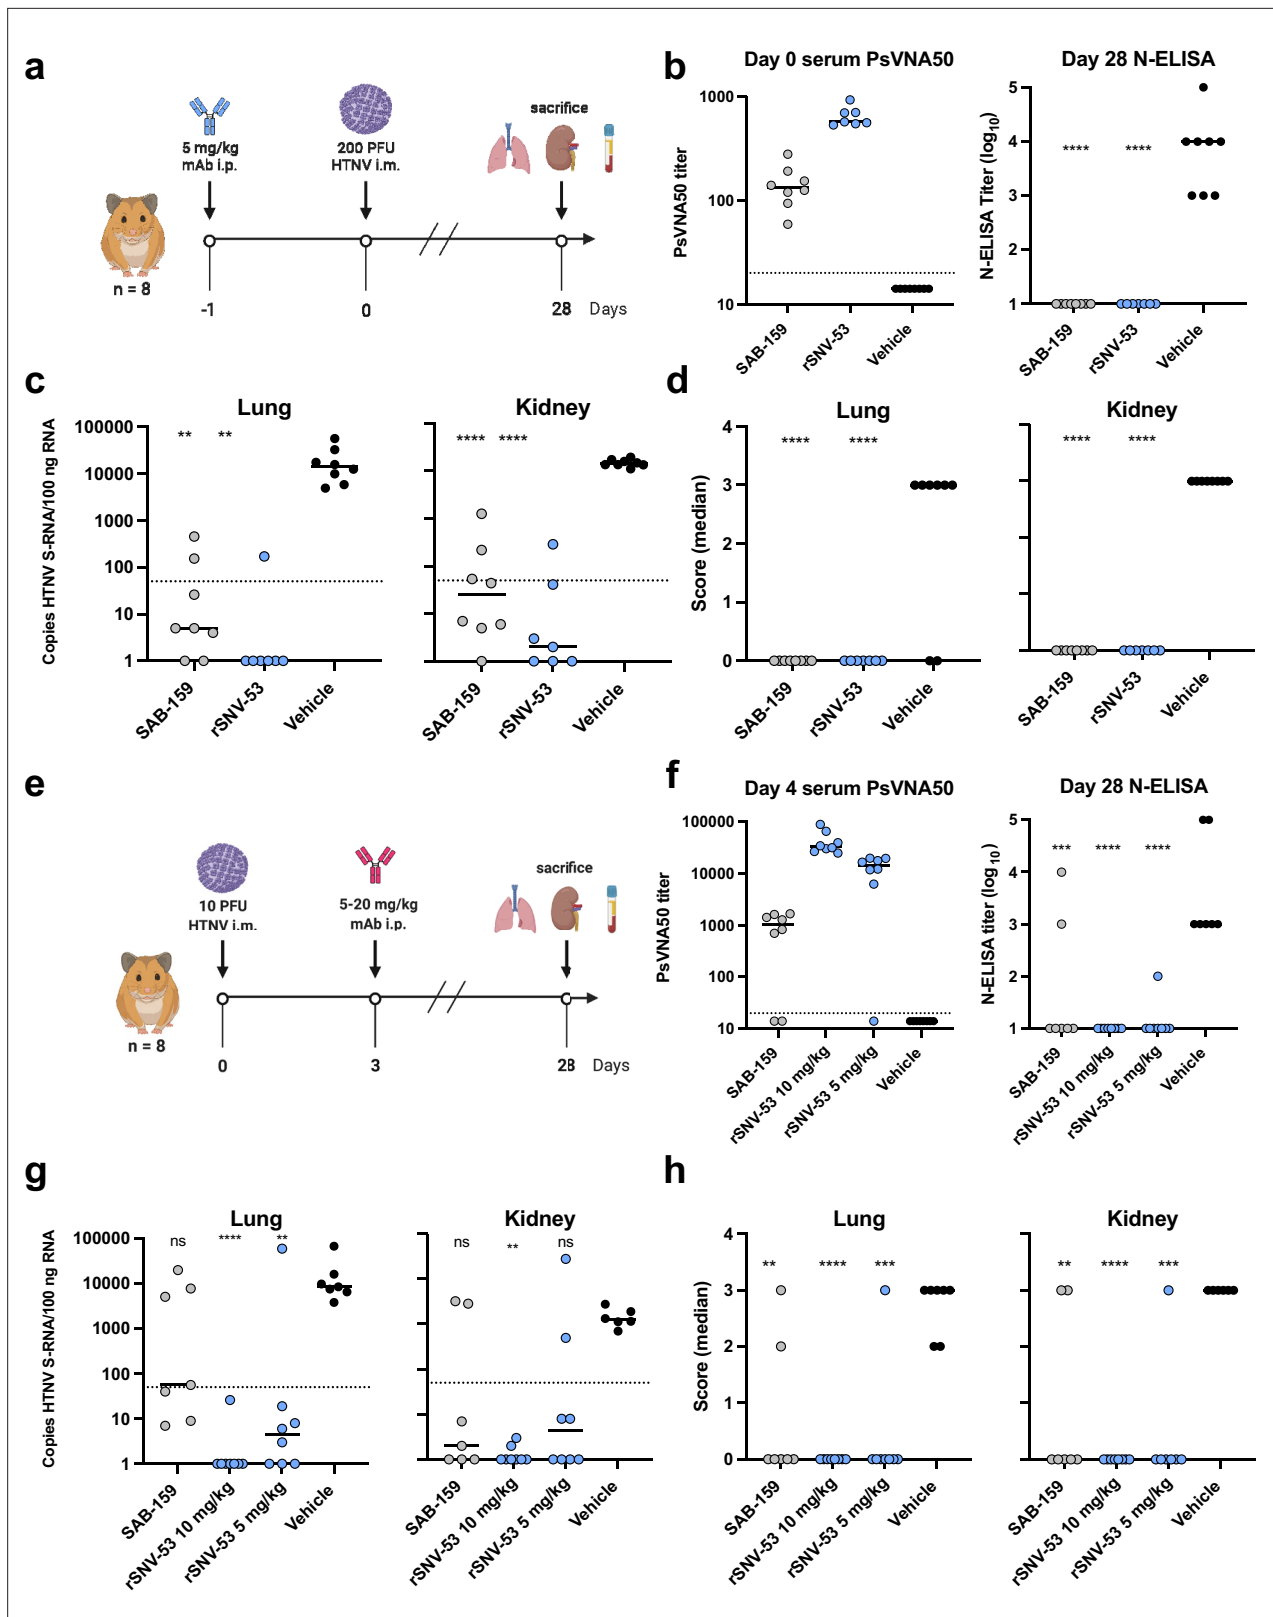 a
5 mg/kg
mAb i.p.
200 PFU
HTNV i.m.
sacrifice
n = 8
-1
0
28
Days
b
Day 0 serum PsVNA50
PsVNA50 titer
1000
100
10
SAB-159
rSNV-53
Vehicle
Day 28 N-ELISA
N-ELISA Titer (log10)
5
4
3
2
1
****
****
SAB-159
rSNV-53
Vehicle
c
Lung
Copies HTNV S-RNA/100 ng RNA
100000
10000
1000
100
10
1
**
**
SAB-159
rSNV-53
Vehicle
Kidney
****
****
SAB-159
rSNV-53
Vehicle
d
Lung
Score (median)
4
3
2
1
0
****
****
SAB-159
rSNV-53
Vehicle
Kidney
****
****
SAB-159
rSNV-53
Vehicle
e
10 PFU
HTNV i.m.
5-20 mg/kg
mAb i.p.
sacrifice
n = 8
0
3
28
Days
f
Day 4 serum PsVNA50
PsVNA50 titer
100000
10000
1000
100
10
SAB-159
rSNV-53 10 mg/kg
rSNV-53 5 mg/kg
Vehicle
Day 28 N-ELISA
N-ELISA titer (log10)
5
4
3
2
1
***
****
****
SAB-159
rSNV-53 10 mg/kg
rSNV-53 5 mg/kg
Vehicle
g
Lung
Copies HTNV S-RNA/100 ng RNA
100000
10000
1000
100
10
1
ns
****
**
SAB-159
rSNV-53 10 mg/kg
rSNV-53 5 mg/kg
Vehicle
Kidney
ns
**
ns
SAB-159
rSNV-53 10 mg/kg
rSNV-53 5 mg/kg
Vehicle
h
Lung
Score (median)
4
3
2
1
0
**
****
***
SAB-159
rSNV-53 10 mg/kg
rSNV-53 5 mg/kg
Vehicle
Kidney
**
****
***
SAB-159
rSNV-53 10 mg/kg
rSNV-53 5 mg/kg
Vehicle